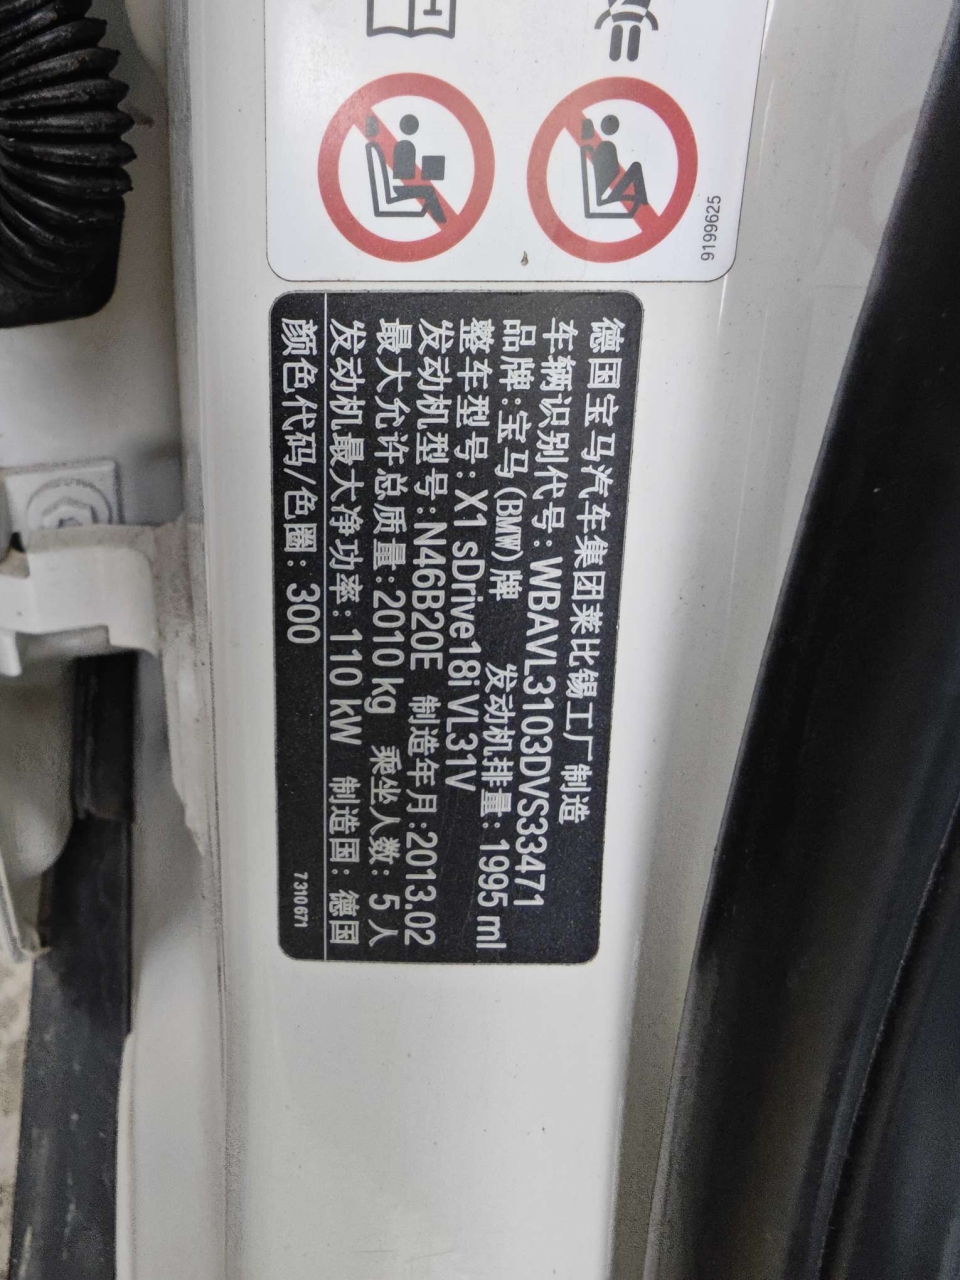 9199625
德国宝马汽车集团莱比锡工厂制造
车辆识别代号: WBAVL3103DVS33471
品牌:宝马(BMW)牌 发动机排量: 1995 ml
整车型号: X1 sDrive18i VL31V
发动机型号: N46B20E 制造年月:2013.02
最大允许总质量:2010 kg 乘坐人数: 5 人
发动机最大净功率: 110 kW 制造国: 德国
颜色代码/色圈: 300
7 310 671